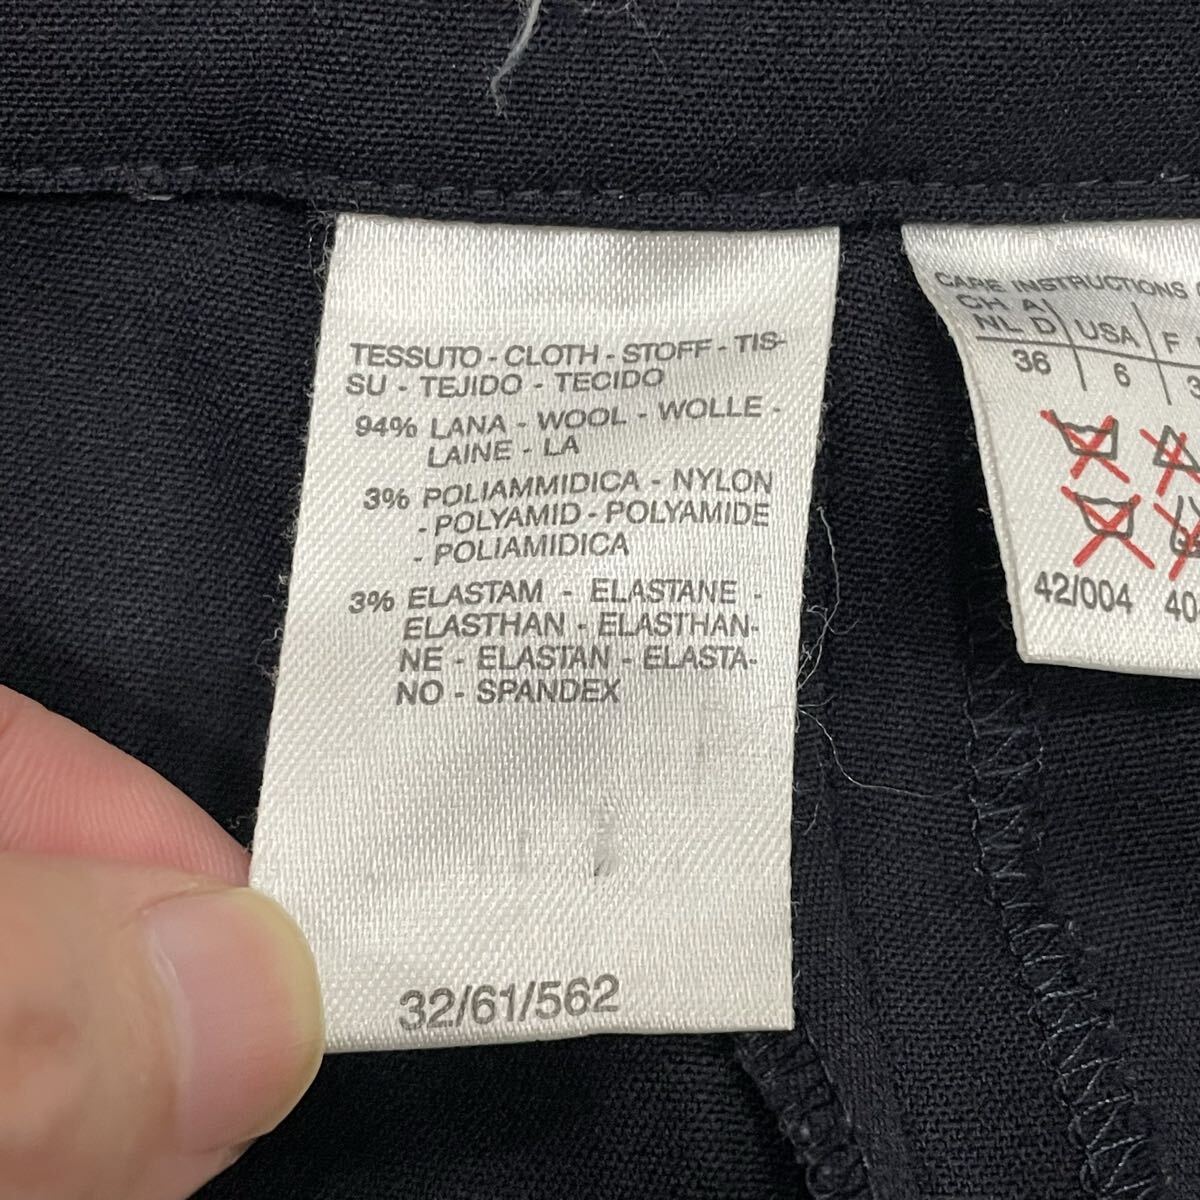 TESSUTO - CLOTH - STOFF - TIS-
SU - TEJIDO - TECIDO
94% LANA - WOOL - WOLLE -
LAINE - LA
3% POLIAMMIDICA - NYLON
- POLYAMID - POLYAMIDE
- POLIAMIDICA
3% ELASTAM - ELASTANE -
ELASTHAN - ELASTHAN-
NE - ELASTAN - ELASTA-
NO - SPANDEX
32/61/562
CARE INSTRUCTIONS
CH A
NL D USA F
36 6 3
42/004 40